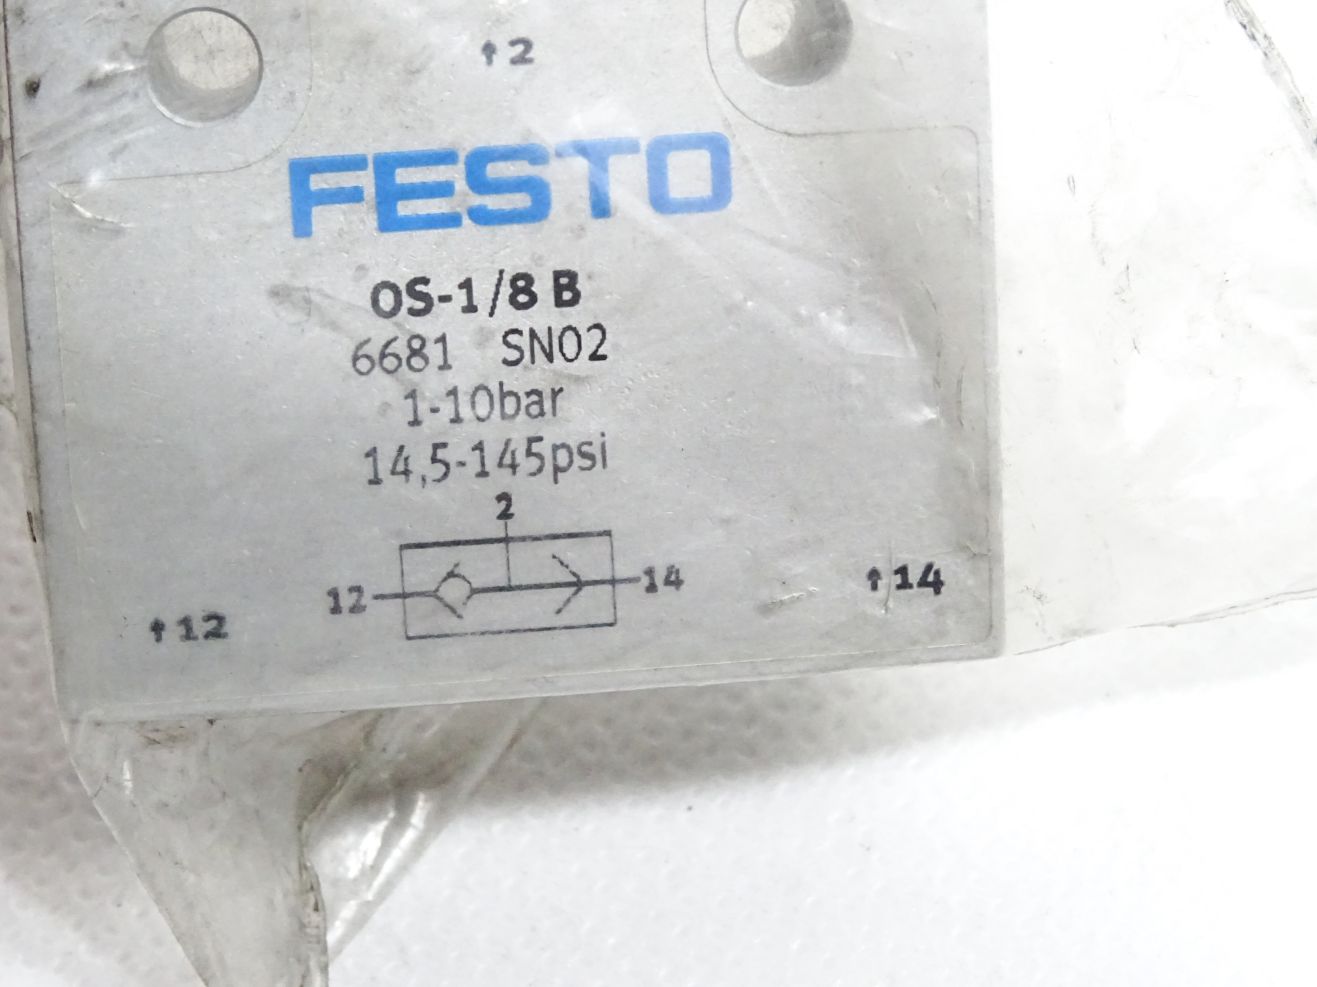 ↑2
FESTO
OS-1/8 B
6681 SN02
1-10bar
14,5-145psi
2
12 14
↑12 ↑14